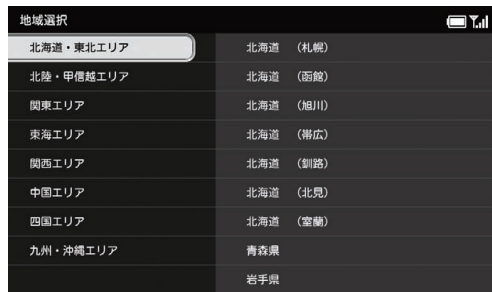 地域選択
北海道・東北エリア
北陸・甲信越エリア
関東エリア
東海エリア
関西エリア
中国エリア
四国エリア
九州・沖縄エリア
北海道 (札幌)
北海道 (函館)
北海道 (旭川)
北海道 (帯広)
北海道 (釧路)
北海道 (北見)
北海道 (室蘭)
青森県
岩手県